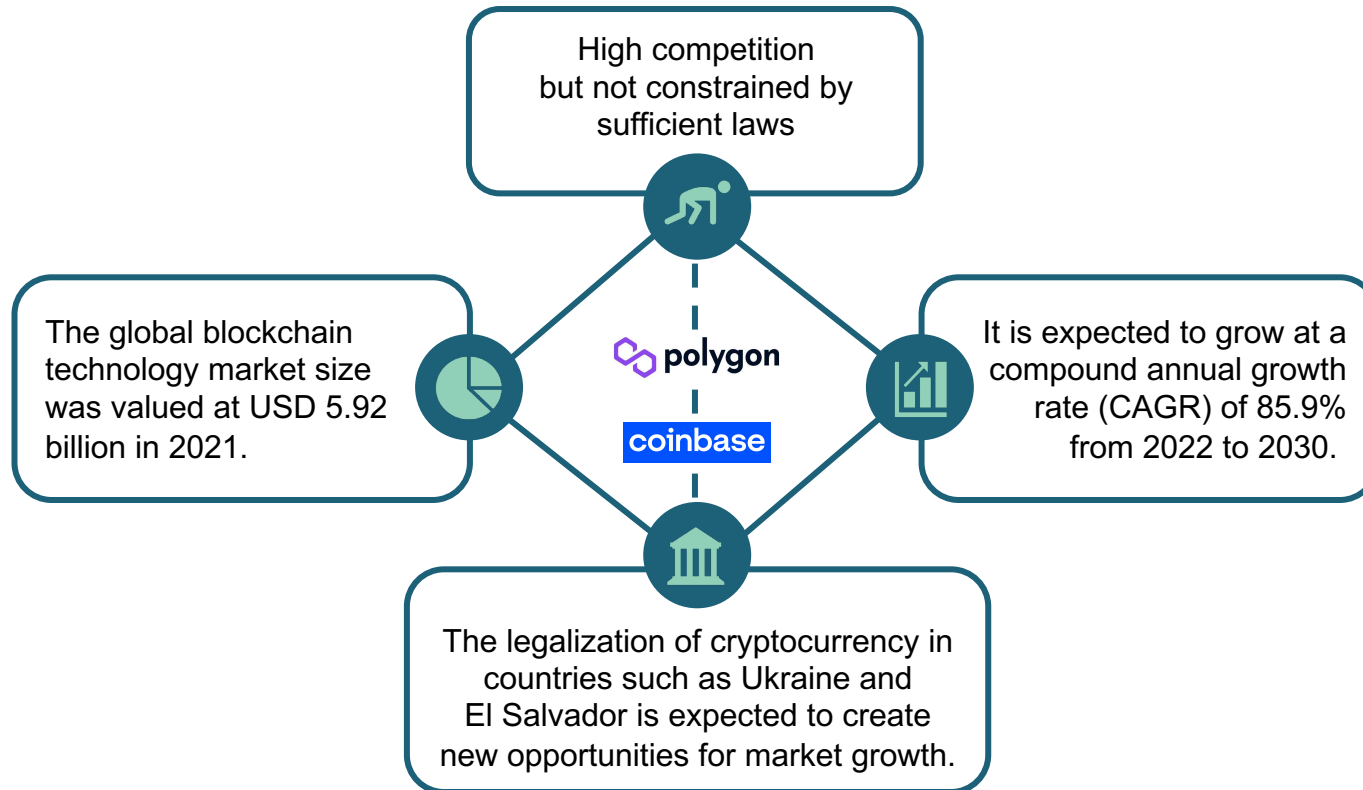 High competition
but not constrained by
sufficient laws
The global blockchain
technology market size
was valued at USD 5.92
billion in 2021.
polygon
coinbase
It is expected to grow at a
compound annual growth
rate (CAGR) of 85.9%
from 2022 to 2030.
The legalization of cryptocurrency in
countries such as Ukraine and
El Salvador is expected to create
new opportunities for market growth.